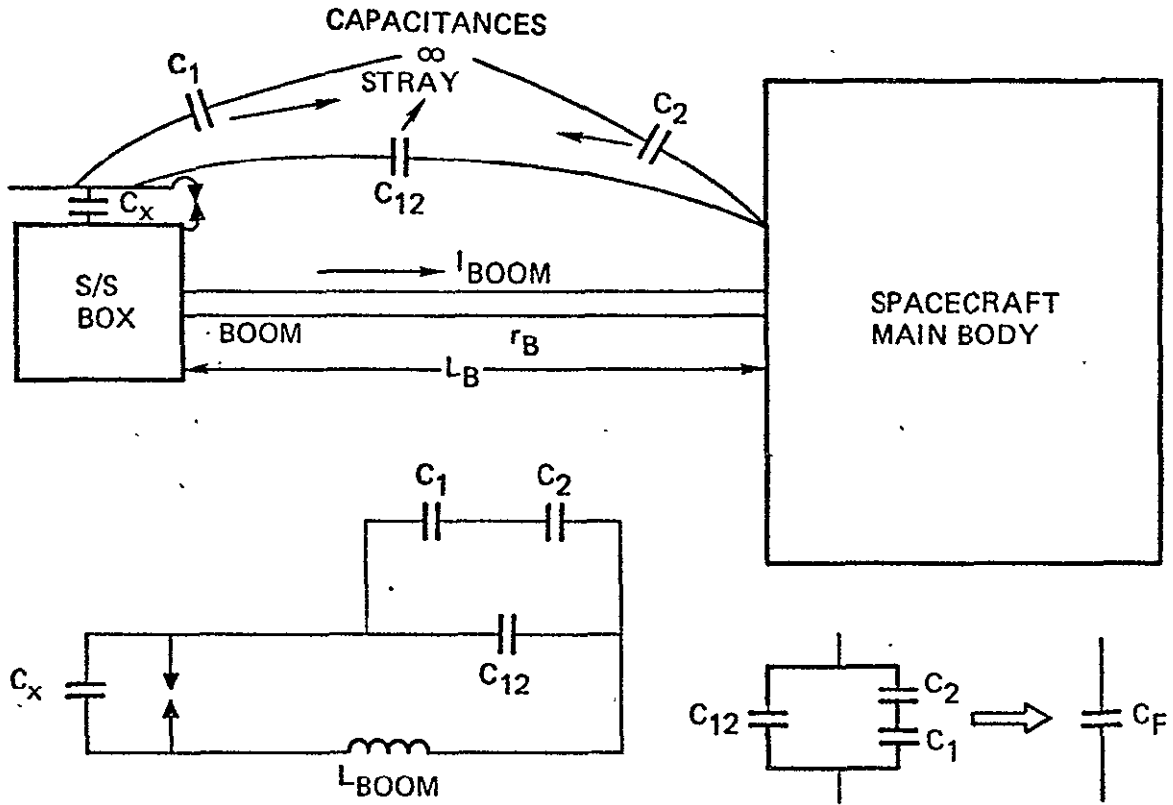 CAPACITANCES
∞
STRAY
C1
C2
C12
Cx
S/S
BOX
IBOOM
BOOM
rB
LB
SPACECRAFT
MAIN BODY
C1
C2
C12
Cx
LBOOM
C12
C2
C1
CF